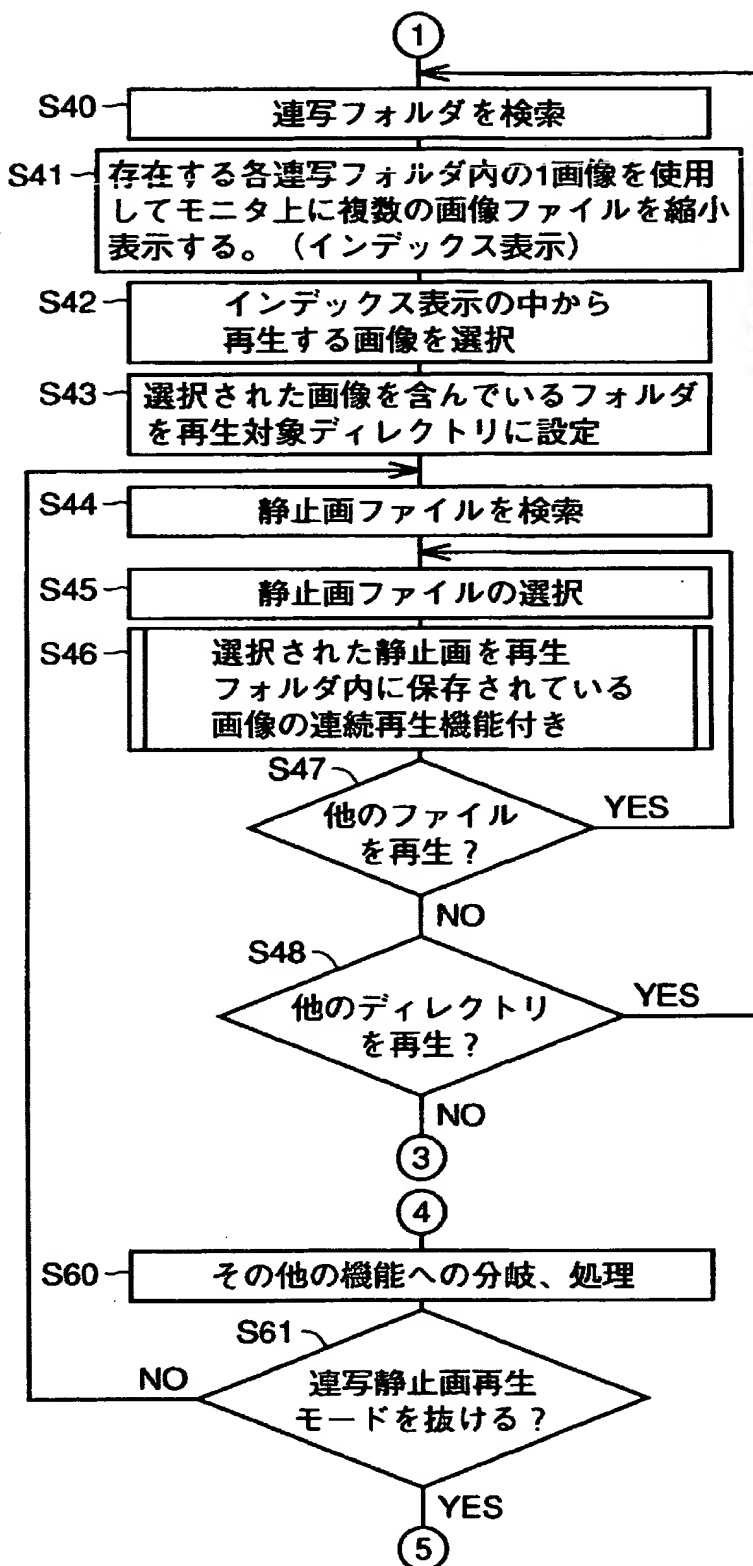 ①
S40
連写フォルダを検索
S41
存在する各連写フォルダ内の1画像を使用
してモニタ上に複数の画像ファイルを縮小
表示する。（インデックス表示）
S42
インデックス表示の中から
再生する画像を選択
S43
選択された画像を含んでいるフォルダ
を再生対象ディレクトリに設定
S44
静止画ファイルを検索
S45
静止画ファイルの選択
S46
選択された静止画を再生
フォルダ内に保存されている
画像の連続再生機能付き
S47
他のファイル
を再生？
YES
NO
S48
他のディレクトリ
を再生？
YES
NO
③
④
S60
その他の機能への分岐、処理
S61
連写静止画再生
モードを抜ける？
NO
YES
⑤